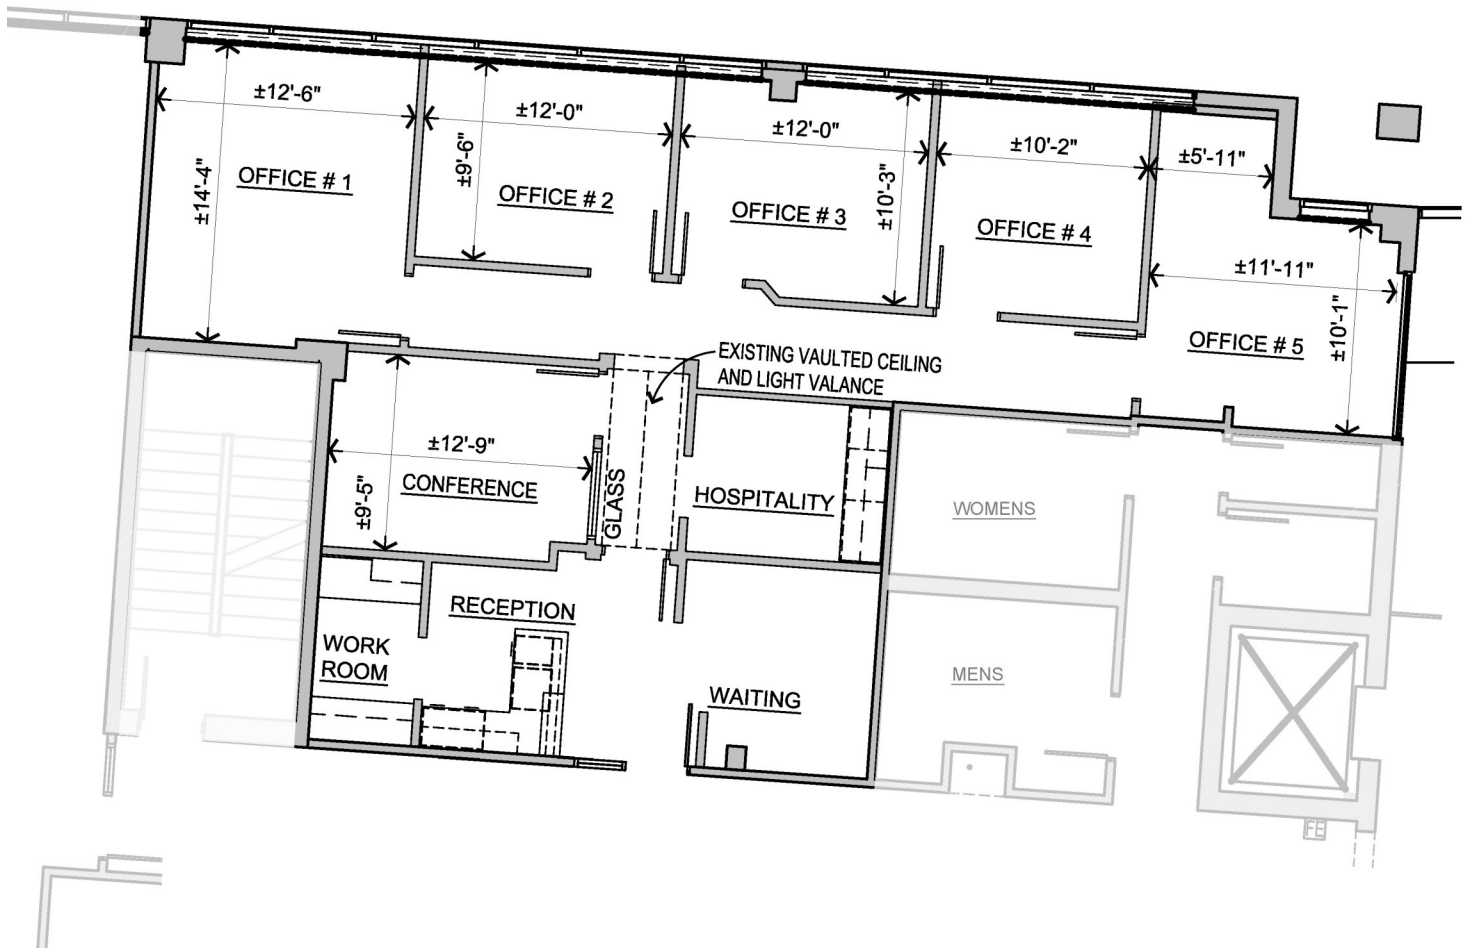 ±12'-6"
±12'-0"
±12'-0"
±10'-2"
±5'-11"
±14'-4"
OFFICE # 1
±9'-6"
OFFICE # 2
OFFICE # 3
±10'-3"
OFFICE # 4
±11'-11"
OFFICE # 5
±10'-1"
EXISTING VAULTED CEILING
AND LIGHT VALANCE
±12'-9"
CONFERENCE
±9'-5"
GLASS
HOSPITALITY
WOMENS
RECEPTION
WORK
ROOM
WAITING
MENS
FE